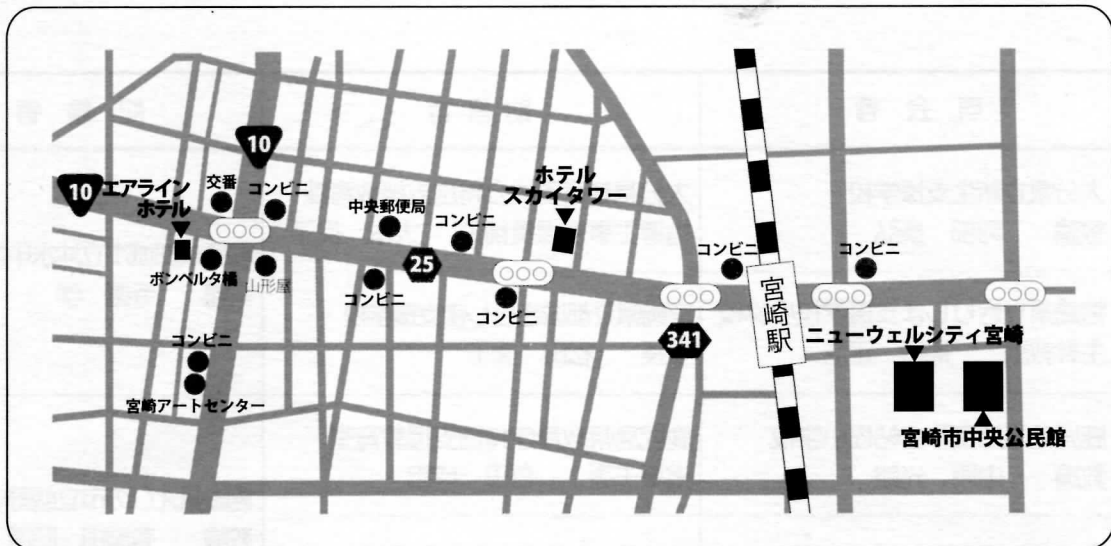 10
10
エアライン
ホテル
交番
コンビニ
中央郵便局
コンビニ
ホテル
スカイタワー
コンビニ
コンビニ
ボンベルタ橘
山形屋
25
コンビニ
コンビニ
宮崎駅
341
ニューウェルシティ宮崎
コンビニ
宮崎アートセンター
宮崎市中央公民館